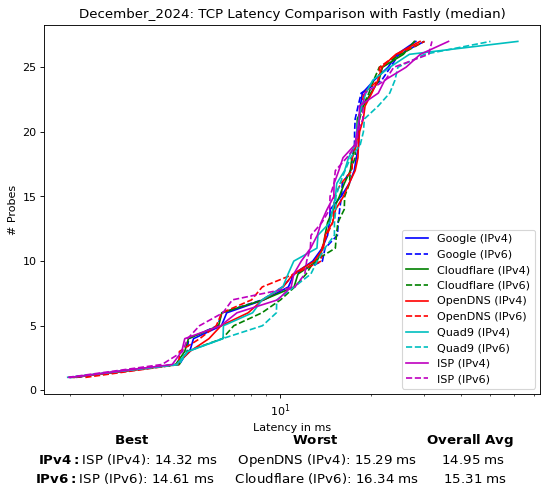 December_2024: TCP Latency Comparison with Fastly (median)
# Probes
25
20
15
10
5
0
Google (IPv4)
Google (IPv6)
Cloudflare (IPv4)
Cloudflare (IPv6)
OpenDNS (IPv4)
OpenDNS (IPv6)
Quad9 (IPv4)
Quad9 (IPv6)
ISP (IPv4)
ISP (IPv6)
10¹
Latency in ms
Best Worst Overall Avg
IPv4: ISP (IPv4): 14.32 ms OpenDNS (IPv4): 15.29 ms 14.95 ms
IPv6: ISP (IPv6): 14.61 ms Cloudflare (IPv6): 16.34 ms 15.31 ms